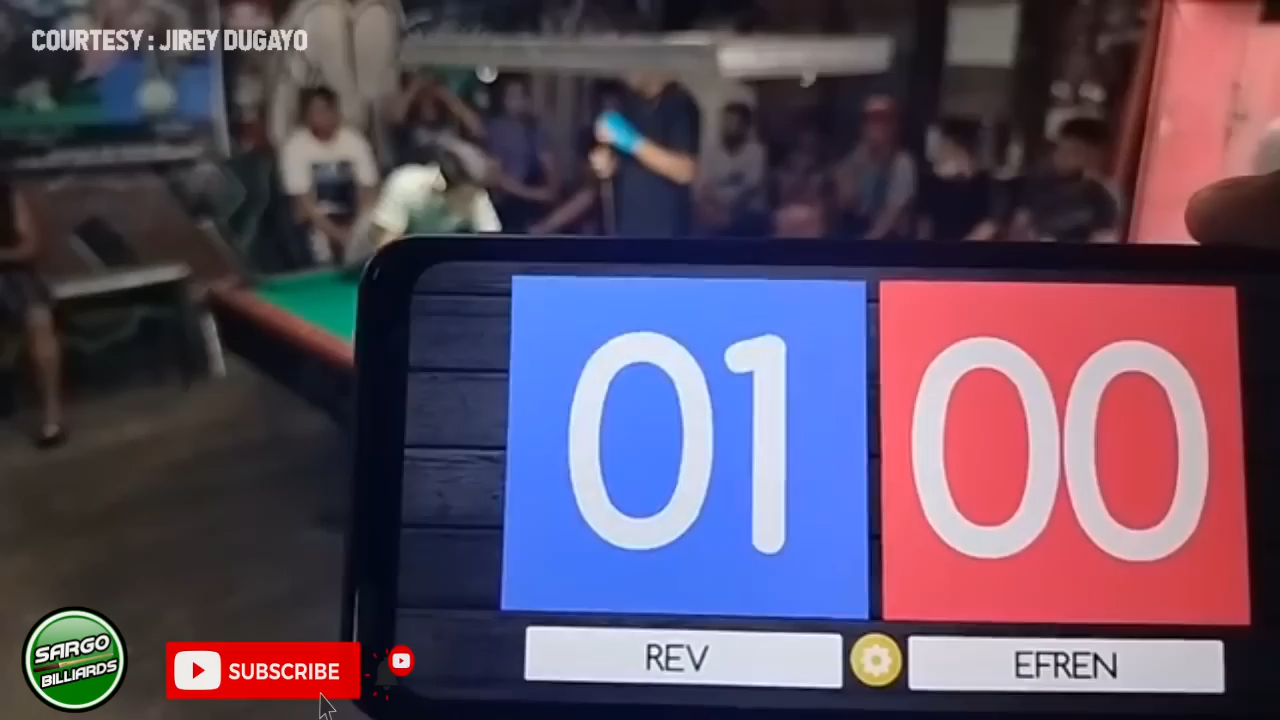 COURTESY : JIREY DUGAYO
01
00
REV
EFREN
SARGO
BILLIARDS
SUBSCRIBE